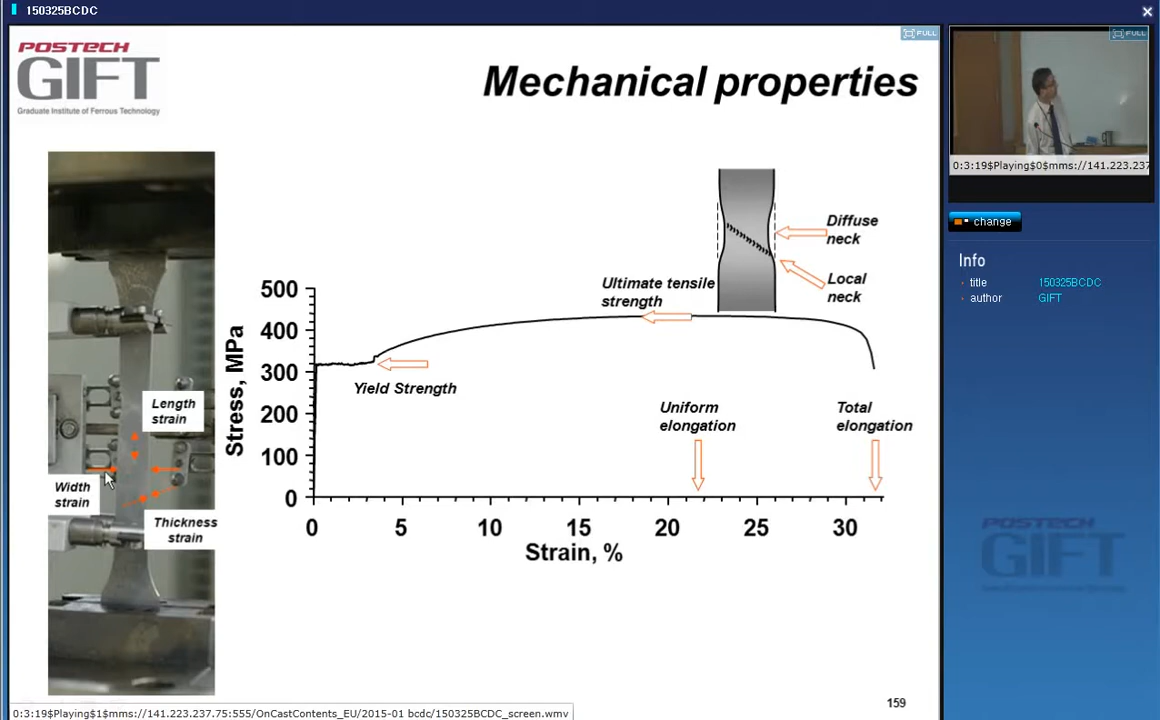 150325BCDC
POSTECH
GIFT
Graduate Institute of Ferrous Technology
FULL
Mechanical properties
FULL
0:3:19$Playing$0$mms://141.223.237
change
Info
title 150325BCDC
author GIFT
Diffuse
neck
Local
neck
Ultimate tensile
strength
Yield Strength
Uniform
elongation
Total
elongation
Length
strain
Width
strain
Thickness
strain
Stress, MPa
500
400
300
200
100
0
0 5 10 15 20 25 30
Strain, %
POSTECH
GIFT
159
0:3:19$Playing$1$mms://141.223.237.75:555/OnCastContents_EU/2015-01 bcdc/150325BCDC_screen.wmv